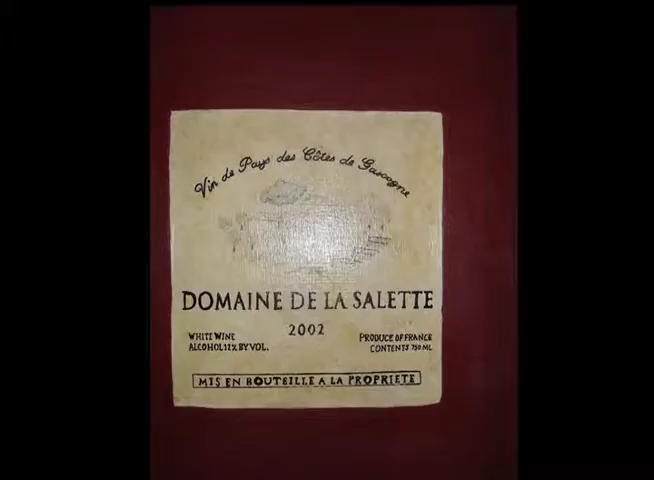 Vin de Pays des Côtes de Gascogne
DOMAINE DE LA SALETTE
2002
WHITE WINE
ALCOHOL 12% BY VOL.
PRODUCE OF FRANCE
CONTENTS 750 ML
MIS EN BOUTEILLE A LA PROPRIETE